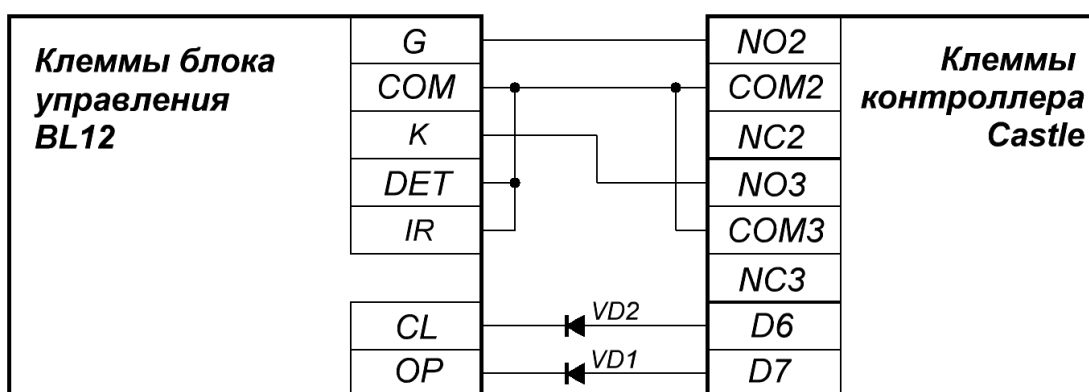 Клеммы блока
управления
BL12
G
COM
K
DET
IR
CL
OP
VD2
VD1
NO2
COM2
NC2
NO3
COM3
NC3
D6
D7
Клеммы
контроллера
Castle